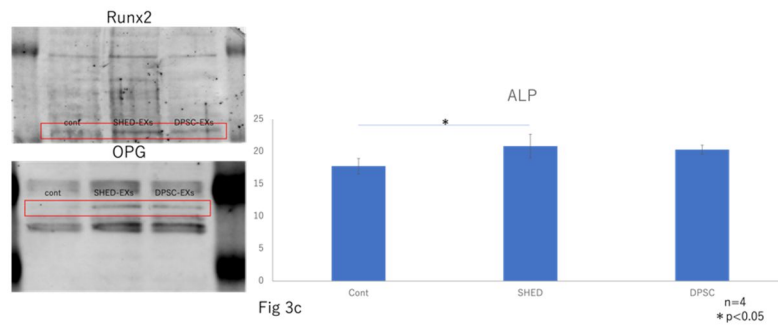 Runx2
cont SHED-EXs DPSC-EXs
OPG
cont SHED-EXs DPSC-EXs
ALP
*
25
20
15
10
5
0
Cont SHED DPSC
Fig 3c
n=4
*p<0.05